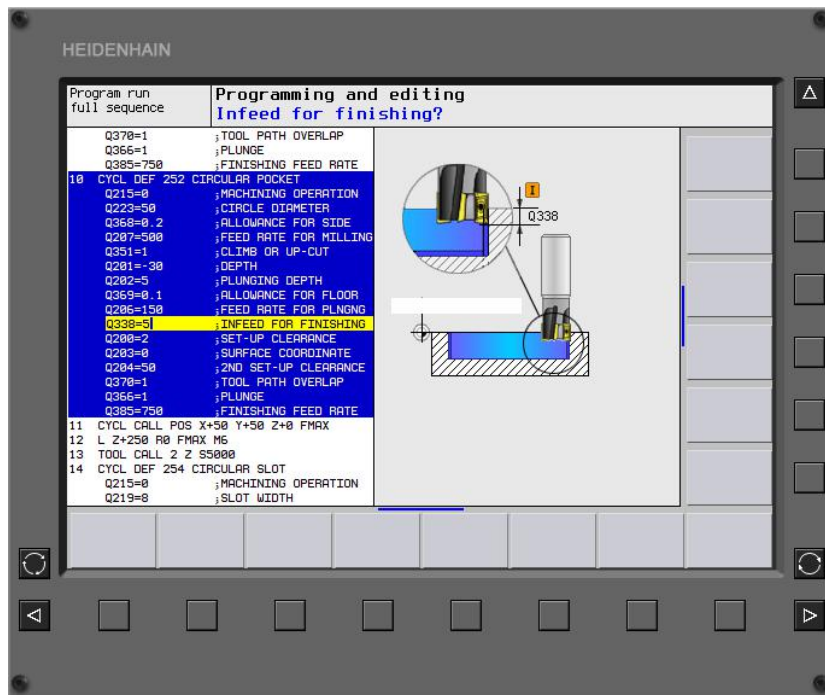 HEIDENHAIN
Program run
full sequence
Programming and editing
Infeed for finishing?
Q370=1 ;TOOL PATH OVERLAP
Q366=1 ;PLUNGE
Q385=750 ;FINISHING FEED RATE
10 CYCL DEF 252 CIRCULAR POCKET
Q215=0 ;MACHINING OPERATION
Q223=50 ;CIRCLE DIAMETER
Q368=0.2 ;ALLOWANCE FOR SIDE
Q207=500 ;FEED RATE FOR MILLING
Q351=1 ;CLIMB OR UP-CUT
Q201=-30 ;DEPTH
Q202=5 ;PLUNGING DEPTH
Q369=0.1 ;ALLOWANCE FOR FLOOR
Q206=150 ;FEED RATE FOR PLNGNG
Q338=5 ;INFEED FOR FINISHING
Q200=2 ;SET-UP CLEARANCE
Q203=0 ;SURFACE COORDINATE
Q204=50 ;2ND SET-UP CLEARANCE
Q370=1 ;TOOL PATH OVERLAP
Q366=1 ;PLUNGE
Q385=750 ;FINISHING FEED RATE
11 CYCL CALL POS X+50 Y+50 Z+0 FMAX
12 L Z+250 R0 FMAX M6
13 TOOL CALL 2 Z S5000
14 CYCL DEF 254 CIRCULAR SLOT
Q215=0 ;MACHINING OPERATION
Q219=8 ;SLOT WIDTH
I
Q338